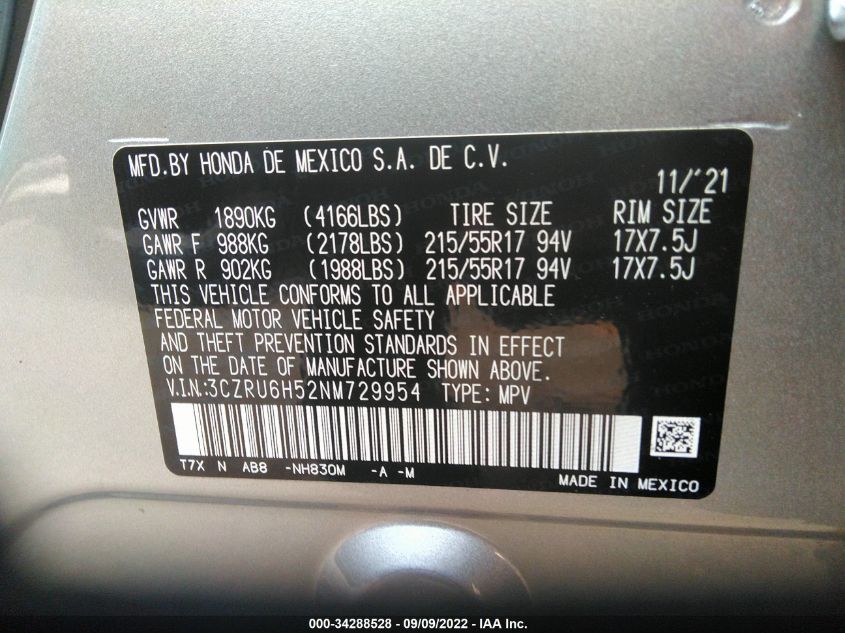 MFD.BY HONDA DE MEXICO S.A. DE C.V.
11/'21
GVWR 1890KG (4166LBS) TIRE SIZE RIM SIZE
GAWR F 988KG (2178LBS) 215/55R17 94V 17X7.5J
GAWR R 902KG (1988LBS) 215/55R17 94V 17X7.5J
THIS VEHICLE CONFORMS TO ALL APPLICABLE
FEDERAL MOTOR VEHICLE SAFETY
AND THEFT PREVENTION STANDARDS IN EFFECT
ON THE DATE OF MANUFACTURE SHOWN ABOVE.
V.I.N.:3CZRU6H52NM729954 TYPE: MPV
T7X N AB8 -NH830M -A -M
MADE IN MEXICO
000-34288528 - 09/09/2022 - IAA Inc.